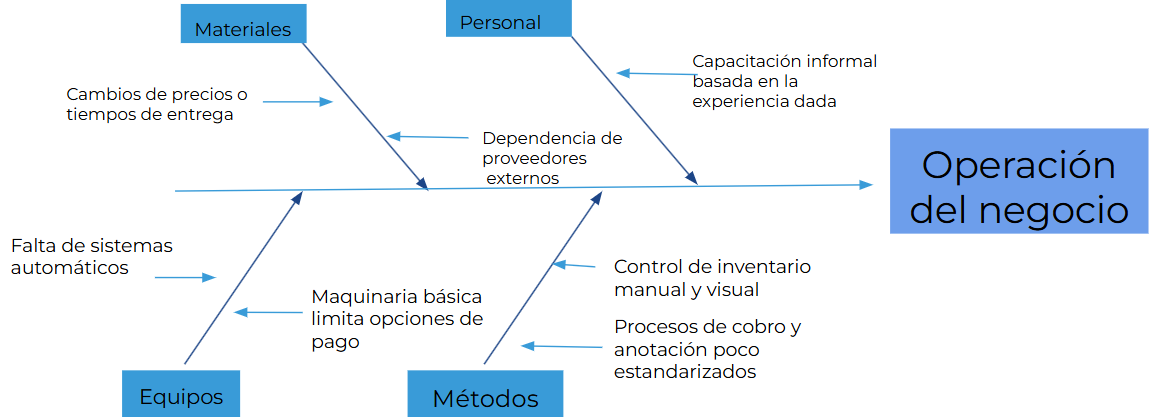 Materiales
Personal
Cambios de precios o
tiempos de entrega
Dependencia de
proveedores
externos
Capacitación informal
basada en la
experiencia dada
Operación
del negocio
Falta de sistemas
automáticos
Maquinaria básica
limita opciones de
pago
Control de inventario
manual y visual
Procesos de cobro y
anotación poco
estandarizados
Equipos
Métodos